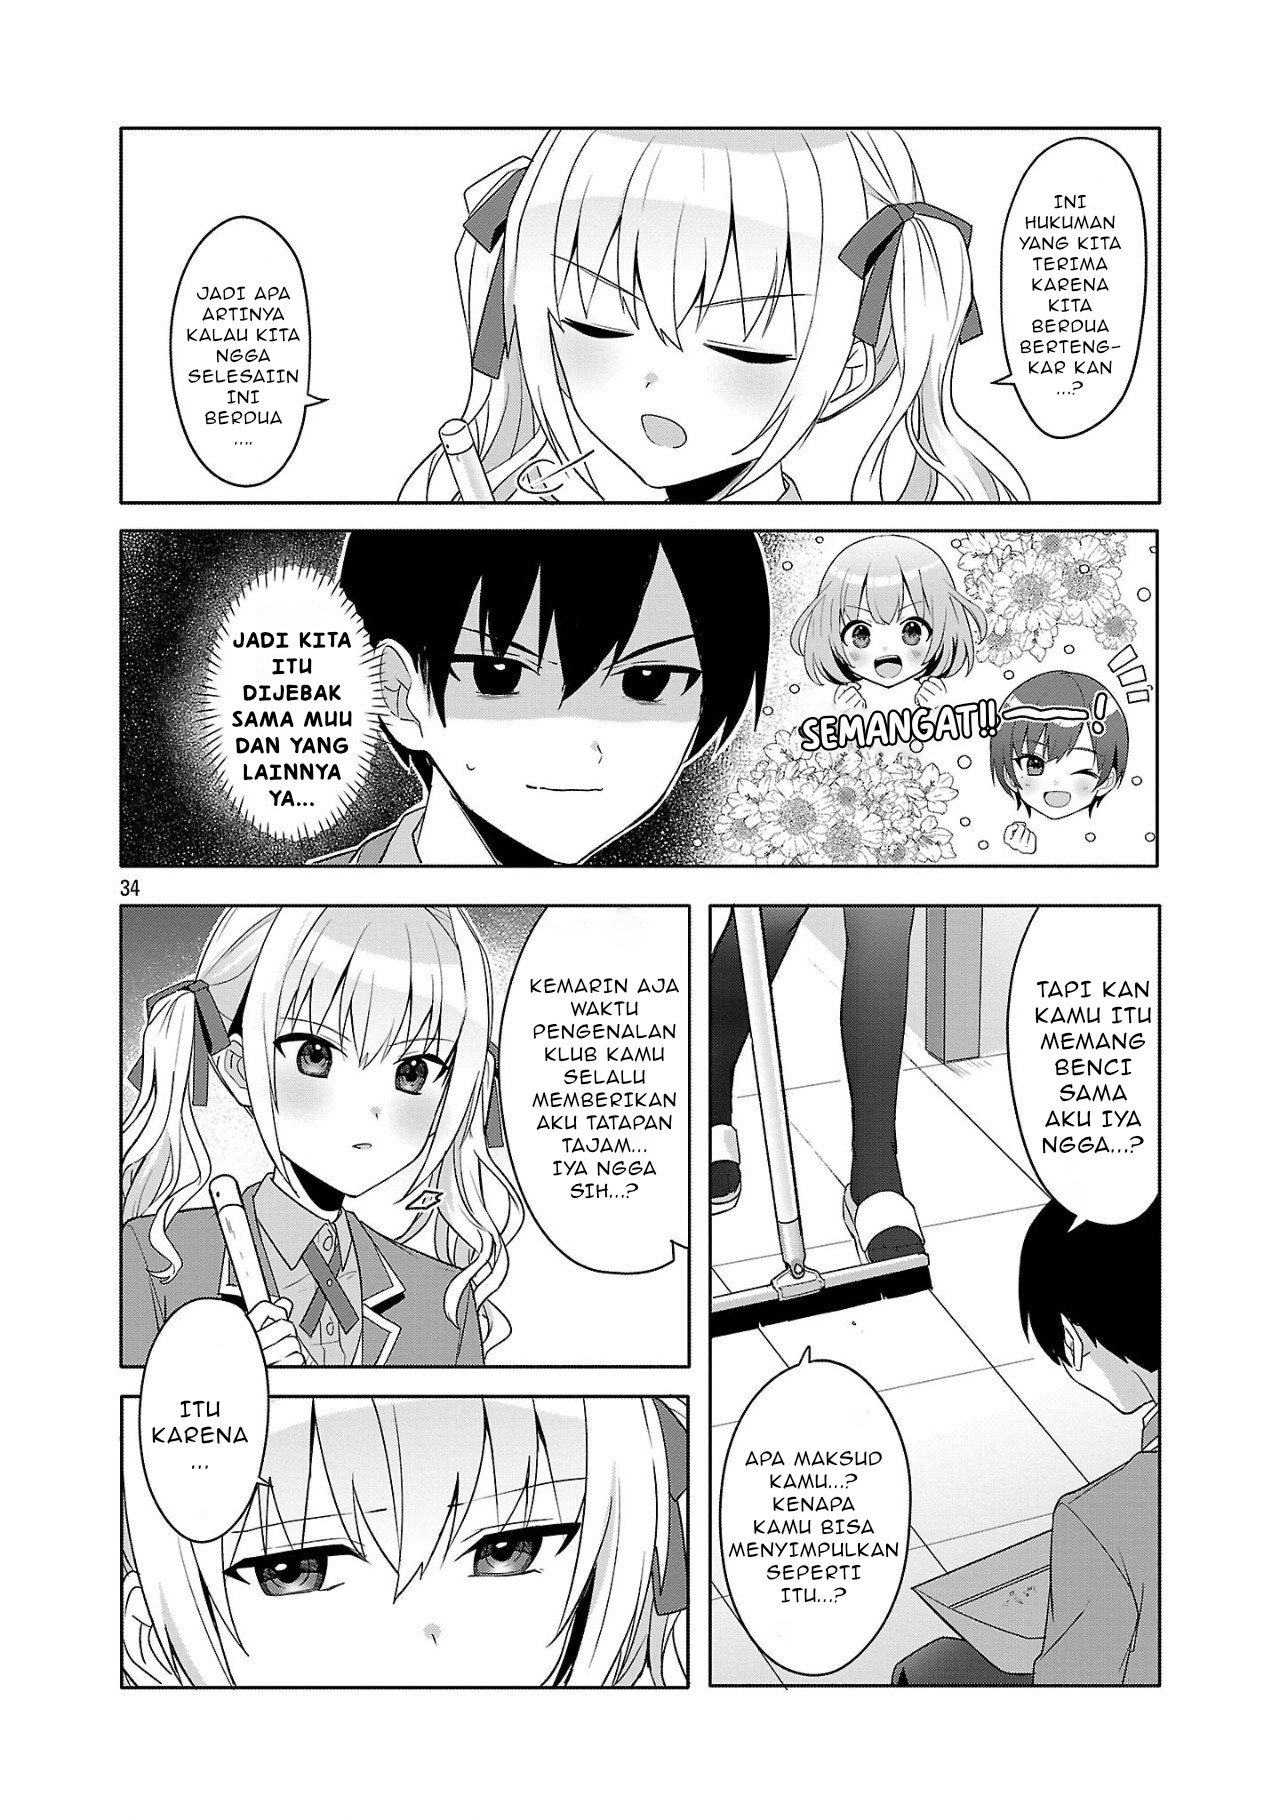 INI
HUKUMAN
YANG KITA
TERIMA
KARENA
KITA
BERDUA
BERTENG-
KAR KAN
...?
JADI APA
ARTINYA
KALAU KITA
NGGA
SELESAIIN
INI
BERDUA
....
SEMANGAT!!
!
JADI KITA
ITU
DIJEBAK
SAMA MUU
DAN YANG
LAINNYA
YA...
34
TAPI KAN
KAMU ITU
MEMANG
BENCI
SAMA
AKU IYA
NGGA...?
APA MAKSUD
KAMU...?
KENAPA
KAMU BISA
MENYIMPULKAN
SEPERTI
ITU...?
KEMARIN AJA
WAKTU
PENGENALAN
KLUB KAMU
SELALU
MEMBERIKAN
AKU TATAPAN
TAJAM...
IYA NGGA
SIH...?
ITU
KARENA
...